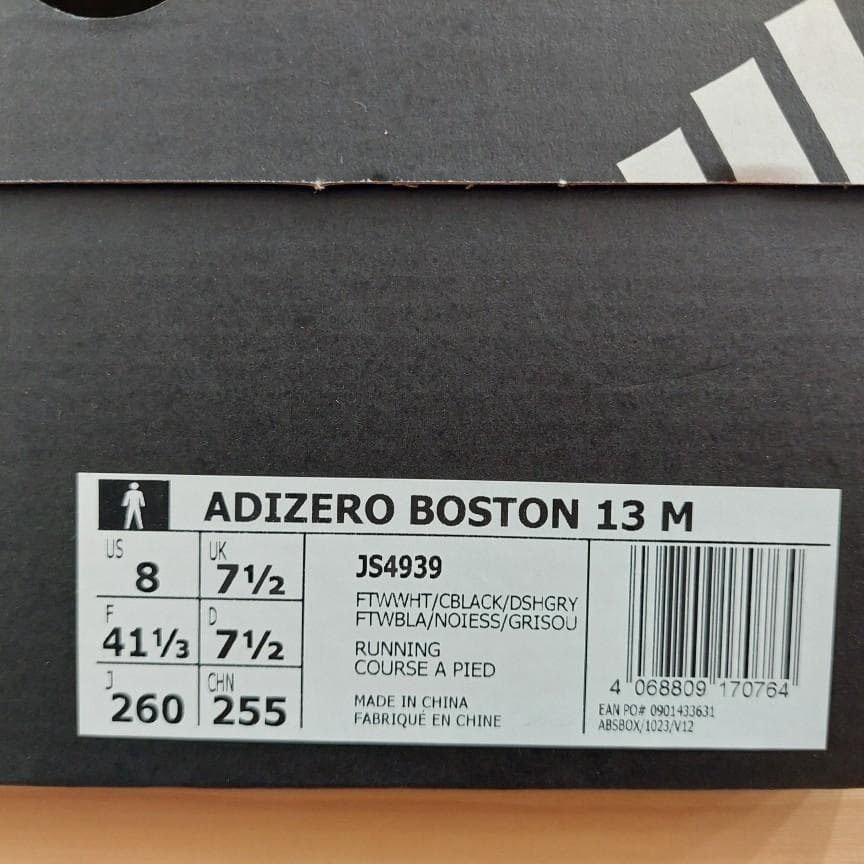 ADIZERO BOSTON 13 M
US 8 UK 7½
F 41⅓ D 7½
J 260 CHN 255
JS4939
FTWWHT/CBLACK/DSHGRY
FTWBLA/NOIESS/GRISOU
RUNNING
COURSE A PIED
MADE IN CHINA
FABRIQUÉ EN CHINE
4 068809 170764
EAN PO# 0901433631
ABSBOX/1023/V12